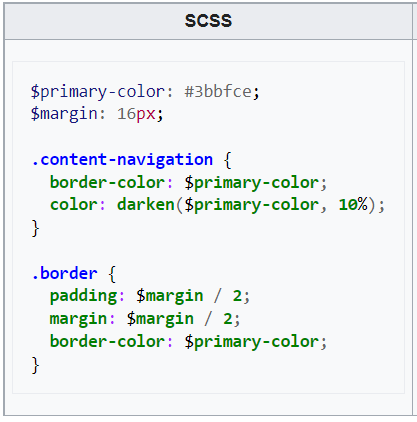 SCSS
$primary-color: #3bbfce;
$margin: 16px;
.content-navigation {
border-color: $primary-color;
color: darken($primary-color, 10%);
}
.border {
padding: $margin / 2;
margin: $margin / 2;
border-color: $primary-color;
}